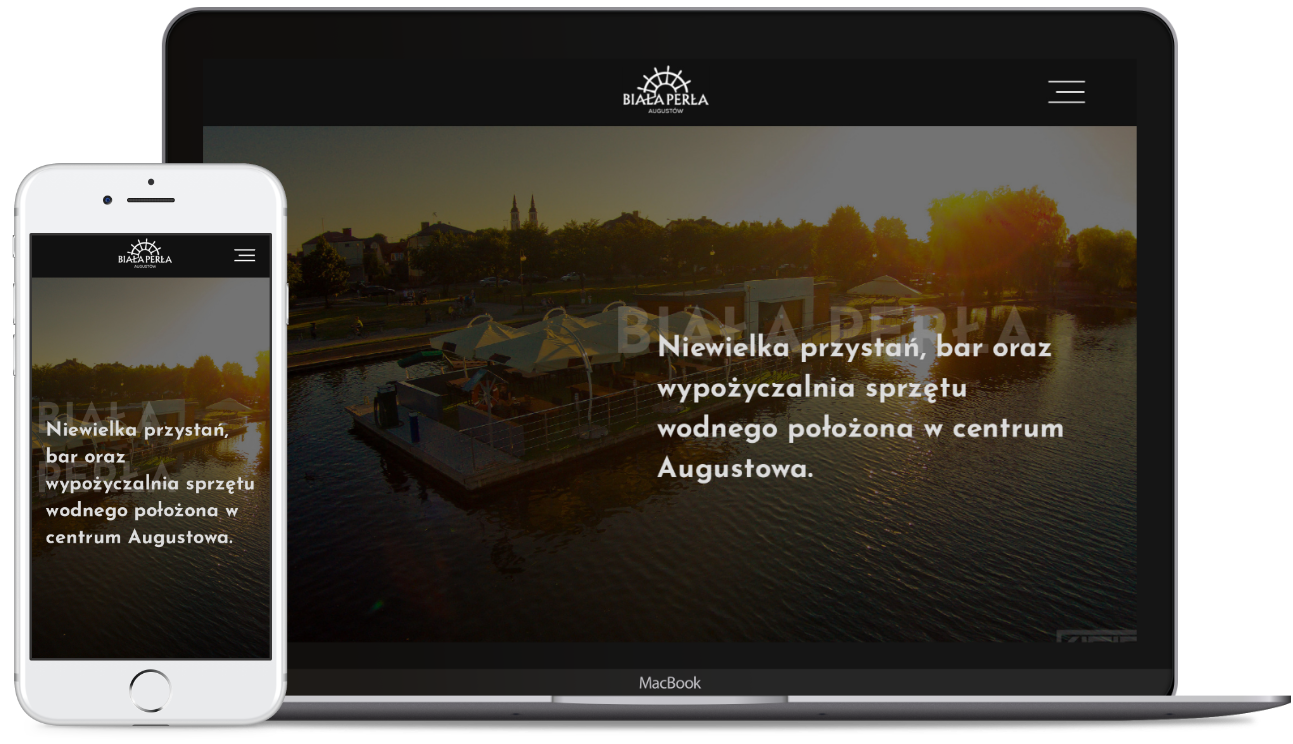 BIAŁA PERŁA
AUGUSTÓW
BIAŁA PERŁA
Niewielka przystań, bar oraz
wypożyczalnia sprzętu
wodnego położona w centrum
Augustowa.
MacBook
BIAŁA PERŁA
AUGUSTÓW
BIAŁA
PERŁA
Niewielka przystań,
bar oraz
wypożyczalnia sprzętu
wodnego położona w
centrum Augustowa.